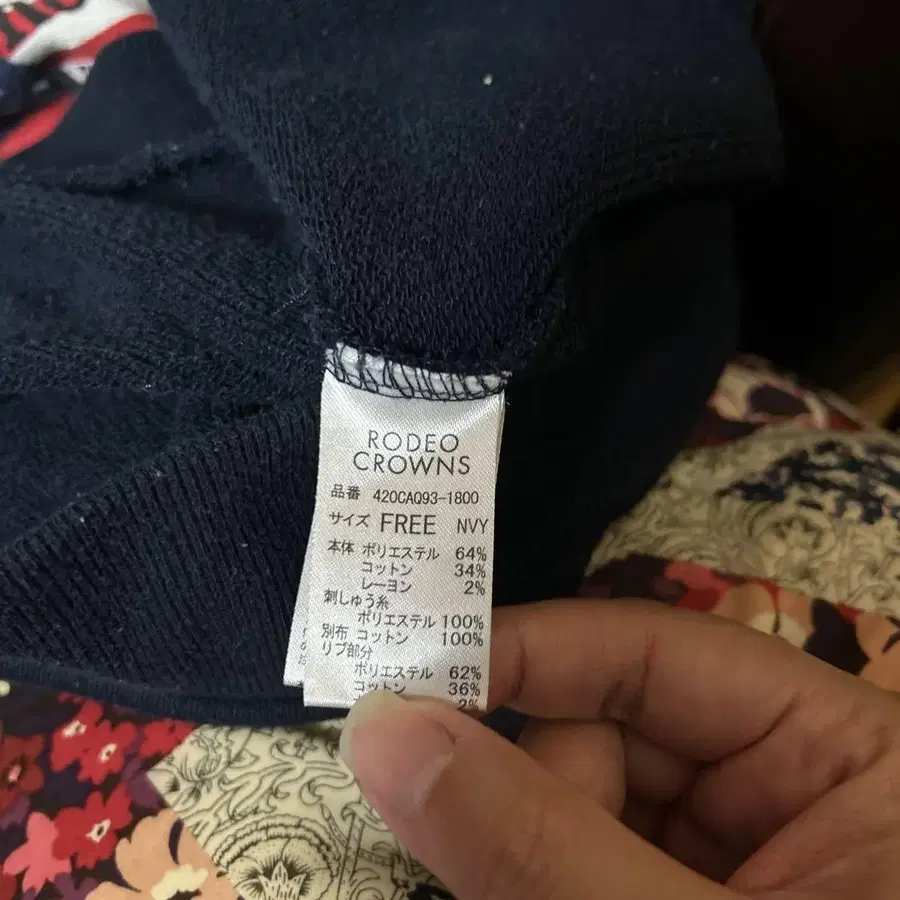 RODEO
CROWNS
品番 420CAQ93-1800
サイズ FREE NVY
本体 ポリエステル 64%
コットン 34%
レーヨン 2%
刺しゅう糸
ポリエステル 100%
別布 コットン 100%
リブ部分
ポリエステル 62%
コットン 36%
2%